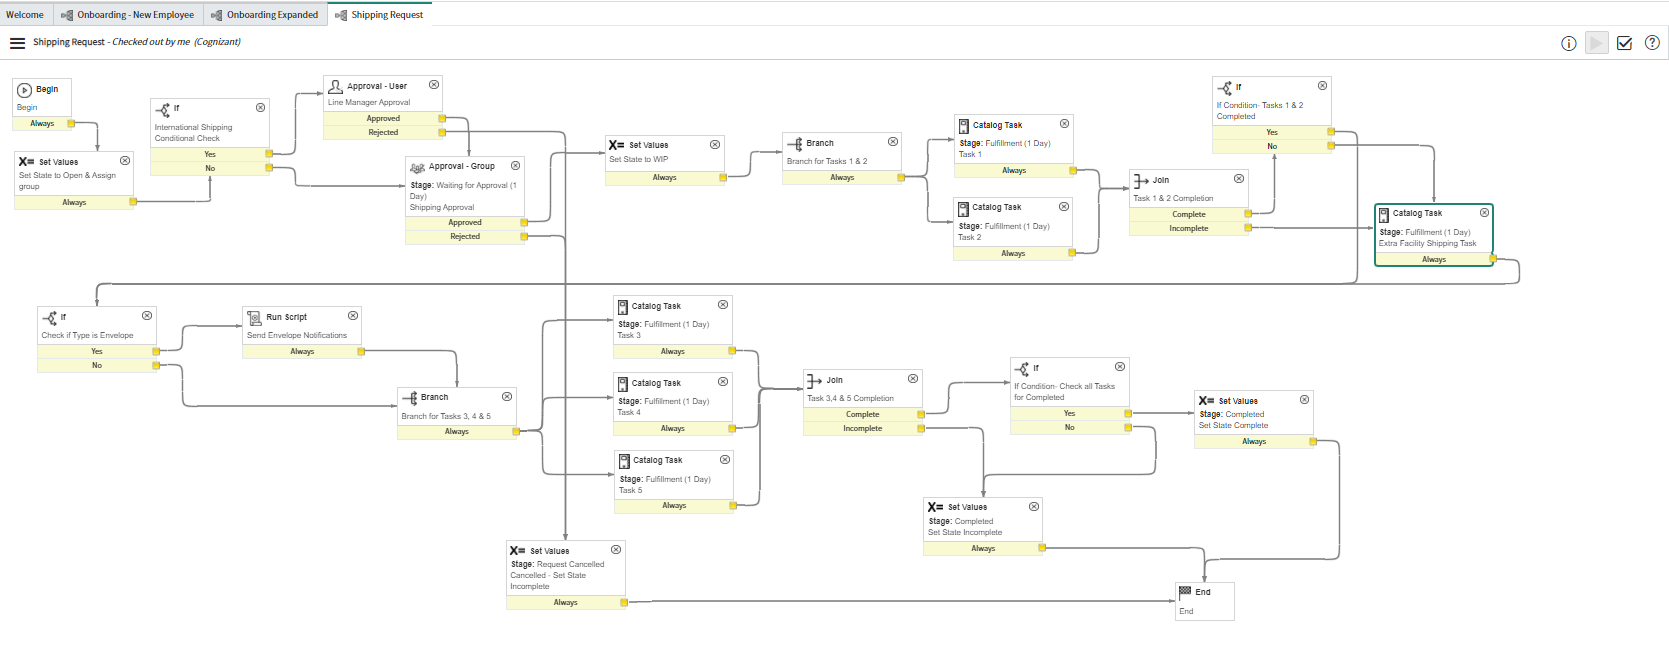 Welcome
Onboarding - New Employee
Onboarding Expanded
Shipping Request
Shipping Request - Checked out by me (Cognizant)
Begin
Begin
Always
Set Values
Set State to Open & Assign
group
Always
If
International Shipping
Conditional Check
Yes
No
Approval - User
Line Manager Approval
Approved
Rejected
Approval - Group
Stage: Waiting for Approval (1
Day)
Shipping Approval
Approved
Rejected
Set Values
Set State to WIP
Always
Branch
Branch for Tasks 1 & 2
Always
Catalog Task
Stage: Fulfillment (1 Day)
Task 1
Always
Catalog Task
Stage: Fulfillment (1 Day)
Task 2
Always
Join
Task 1 & 2 Completion
Complete
Incomplete
If
If Condition- Tasks 1 & 2
Completed
Yes
No
Catalog Task
Stage: Fulfillment (1 Day)
Extra Facility Shipping Task
Always
If
Check if Type is Envelope
Yes
No
Run Script
Send Envelope Notifications
Always
Branch
Branch for Tasks 3, 4 & 5
Always
Catalog Task
Stage: Fulfillment (1 Day)
Task 3
Always
Catalog Task
Stage: Fulfillment (1 Day)
Task 4
Always
Catalog Task
Stage: Fulfillment (1 Day)
Task 5
Always
Join
Task 3,4 & 5 Completion
Complete
Incomplete
If
If Condition- Check all Tasks
for Completed
Yes
No
Set Values
Stage: Completed
Set State Complete
Always
Set Values
Stage: Completed
Set State Incomplete
Always
Set Values
Stage: Request Cancelled
Cancelled - Set State
Incomplete
Always
End
End